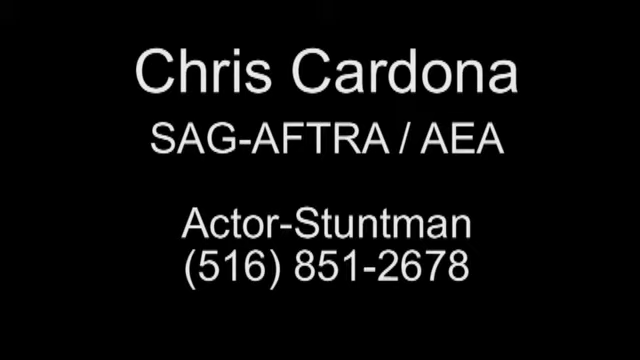 Chris Cardona
SAG-AFTRA / AEA
Actor-Stuntman
(516) 851-2678